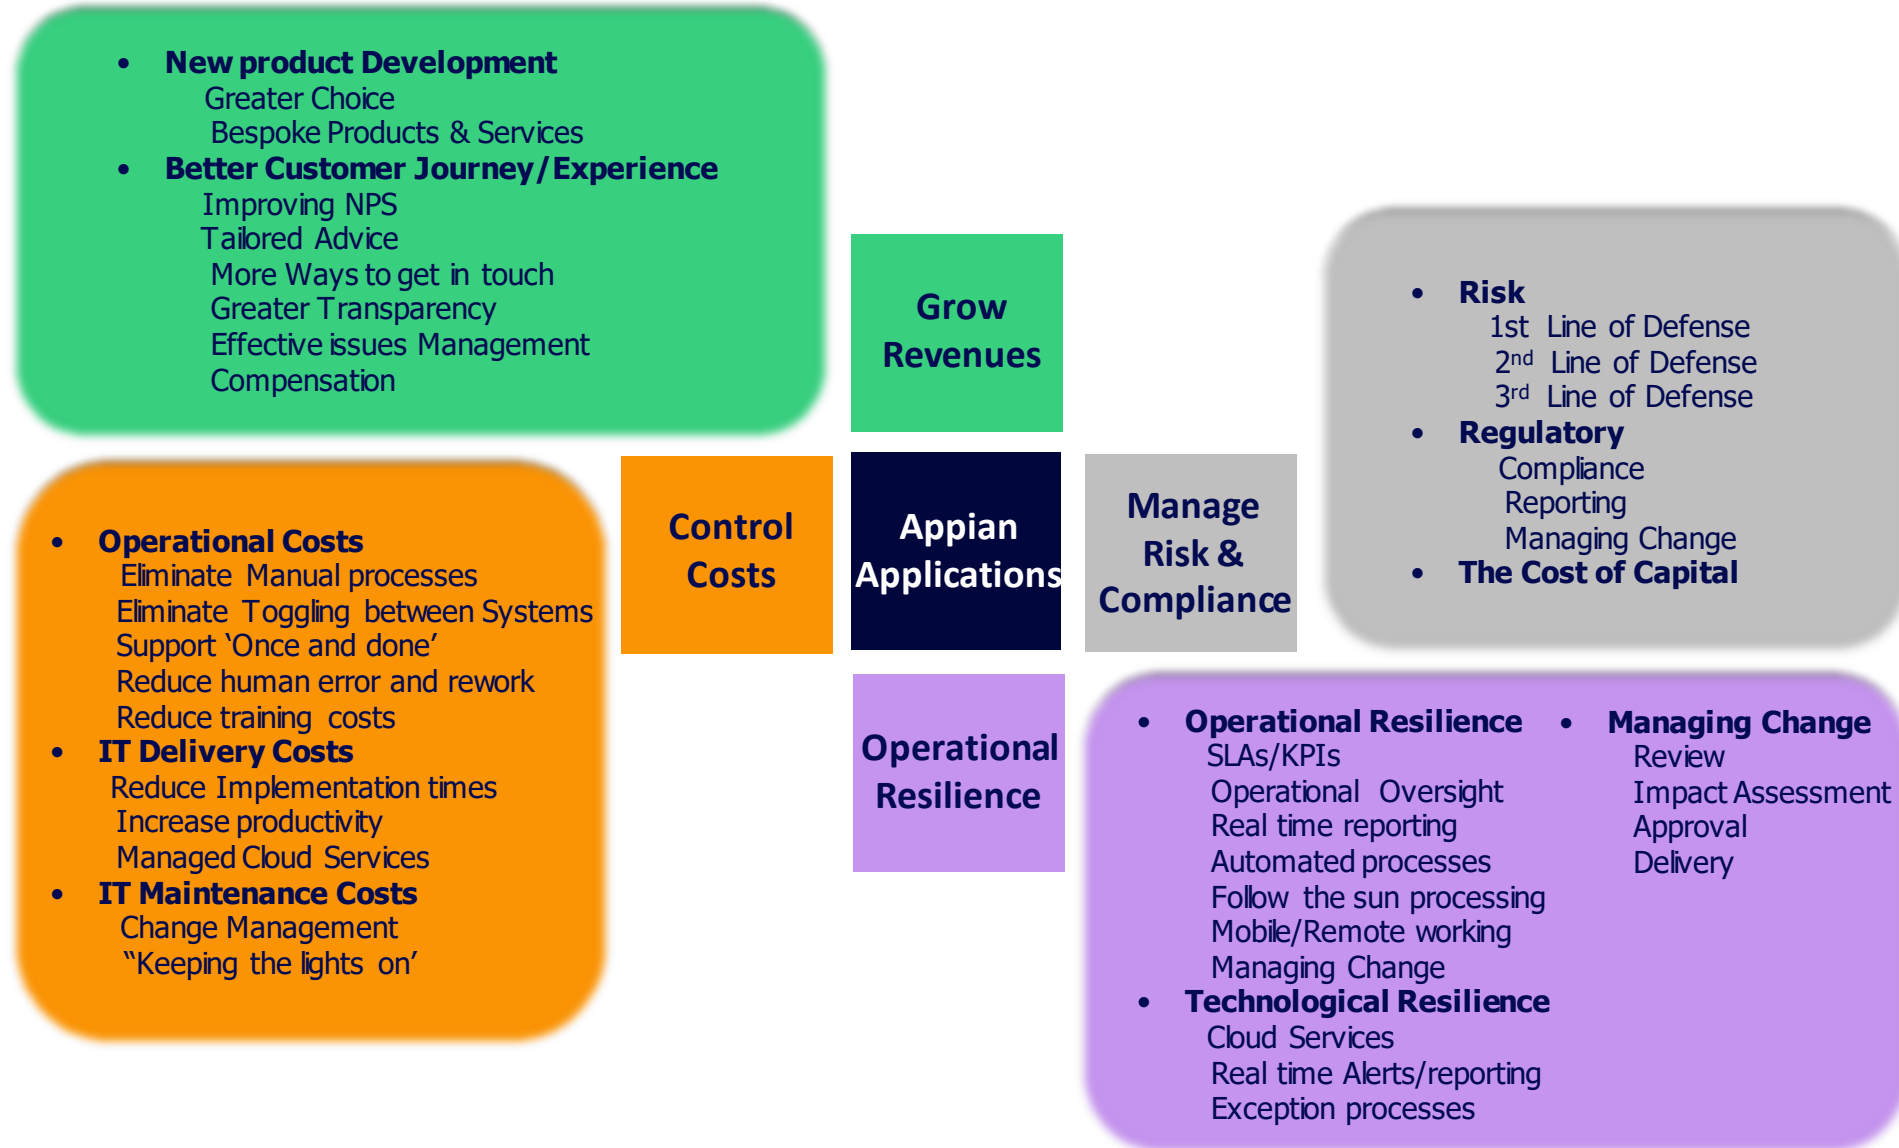 • New product Development
Greater Choice
Bespoke Products & Services
• Better Customer Journey/Experience
Improving NPS
Tailored Advice
More Ways to get in touch
Greater Transparency
Effective issues Management
Compensation
Grow
Revenues
• Risk
1st Line of Defense
2nd Line of Defense
3rd Line of Defense
• Regulatory
Compliance
Reporting
Managing Change
• The Cost of Capital
• Operational Costs
Eliminate Manual processes
Eliminate Toggling between Systems
Support ‘Once and done’
Reduce human error and rework
Reduce training costs
• IT Delivery Costs
Reduce Implementation times
Increase productivity
Managed Cloud Services
• IT Maintenance Costs
Change Management
“Keeping the lights on’
Control
Costs
Appian
Applications
Manage
Risk &
Compliance
Operational
Resilience
• Operational Resilience
SLAs/KPIs
Operational Oversight
Real time reporting
Automated processes
Follow the sun processing
Mobile/Remote working
Managing Change
• Technological Resilience
Cloud Services
Real time Alerts/reporting
Exception processes
• Managing Change
Review
Impact Assessment
Approval
Delivery